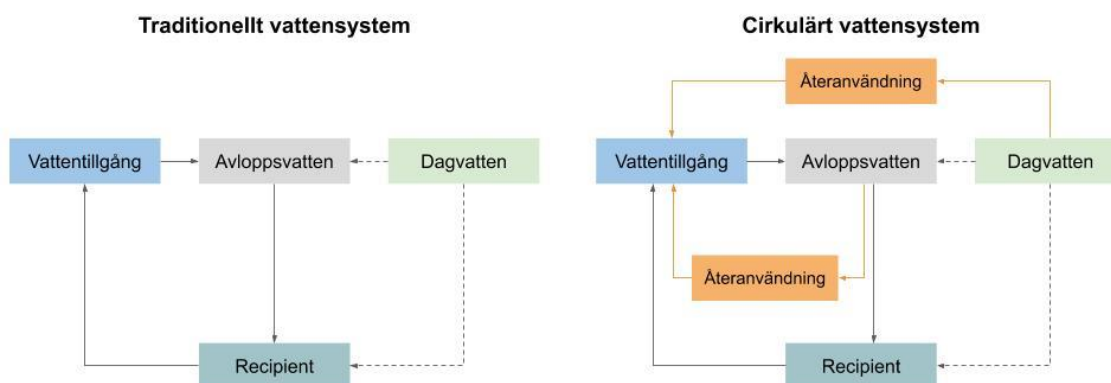 Traditionellt vattensystem
Vattentillgång
Avloppsvatten
Dagvatten
Recipient
Cirkulärt vattensystem
Återanvändning
Vattentillgång
Avloppsvatten
Dagvatten
Återanvändning
Recipient